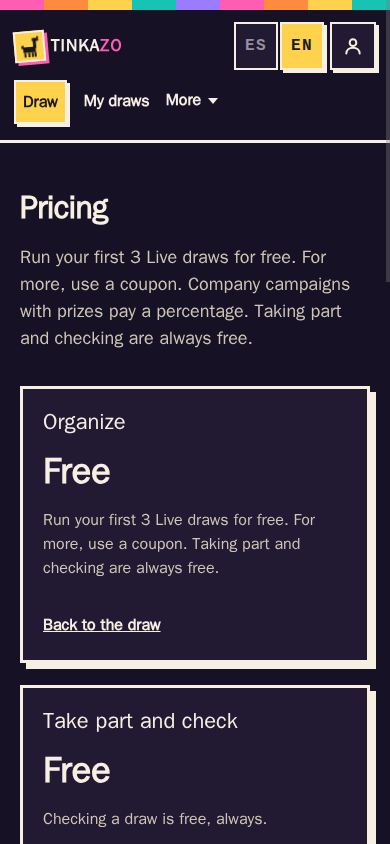 TINKAZO
ES
EN
Draw
My draws
More
Pricing
Run your first 3 Live draws for free. For
more, use a coupon. Company campaigns
with prizes pay a percentage. Taking part
and checking are always free.
Organize
Free
Run your first 3 Live draws for free. For
more, use a coupon. Taking part and
checking are always free.
Back to the draw
Take part and check
Free
Checking a draw is free, always.